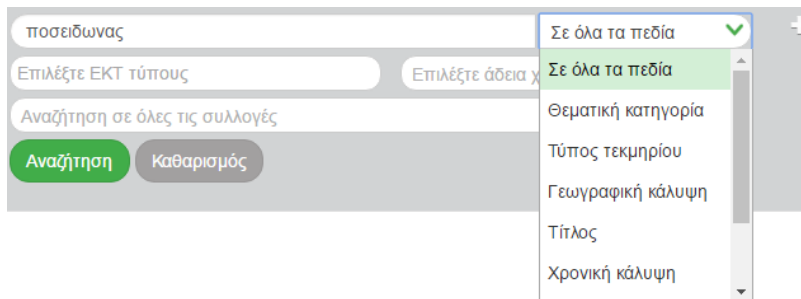 ποσειδωνας
Σε όλα τα πεδία
Επιλέξτε ΕΚΤ τύπους
Επιλέξτε άδεια χ
Αναζήτηση σε όλες τις συλλογές
Αναζήτηση
Καθαρισμός
Σε όλα τα πεδία
Θεματική κατηγορία
Τύπος τεκμηρίου
Γεωγραφική κάλυψη
Τίτλος
Χρονική κάλυψη